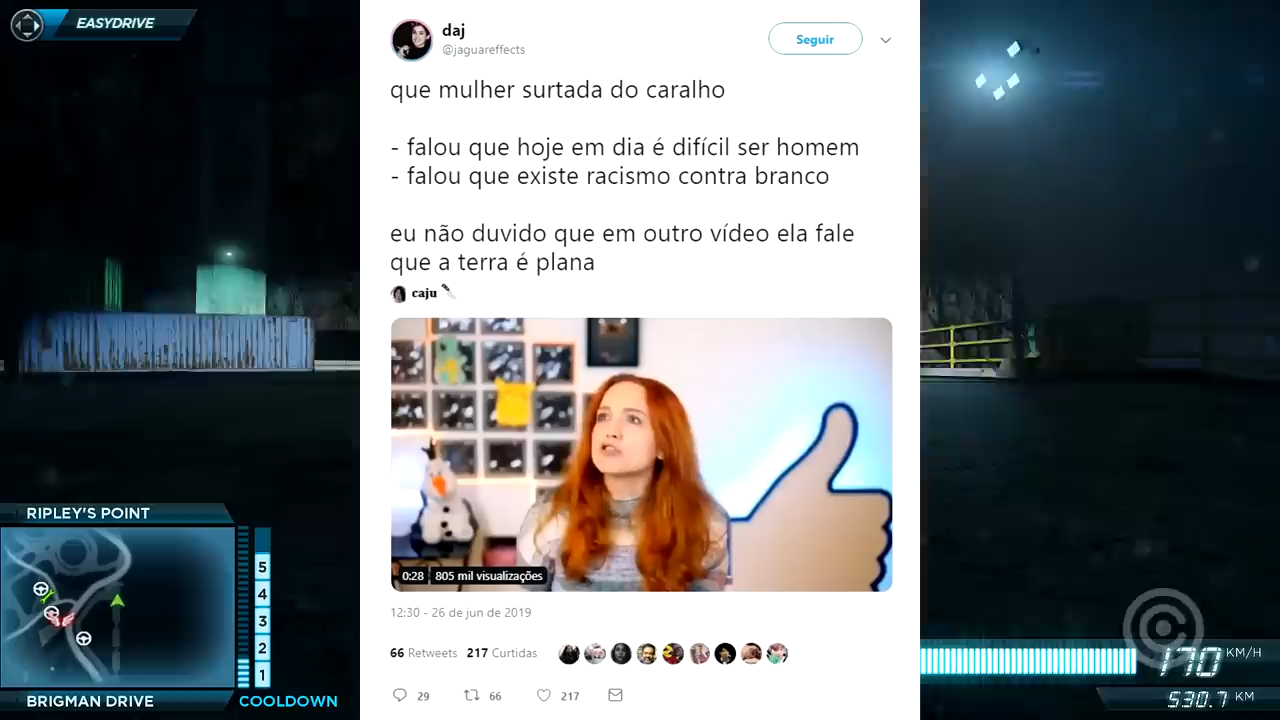 EASYDRIVE
daj
@jaguareffects
Seguir
que mulher surtada do caralho
- falou que hoje em dia é difícil ser homem
- falou que existe racismo contra branco
eu não duvido que em outro vídeo ela fale
que a terra é plana
caju
0:28 805 mil visualizações
12:30 - 26 de jun de 2019
66 Retweets 217 Curtidas
29 66 217
RIPLEY'S POINT
5
4
3
2
1
BRIGMAN DRIVE
COOLDOWN
170 KM/H
530.7 KM